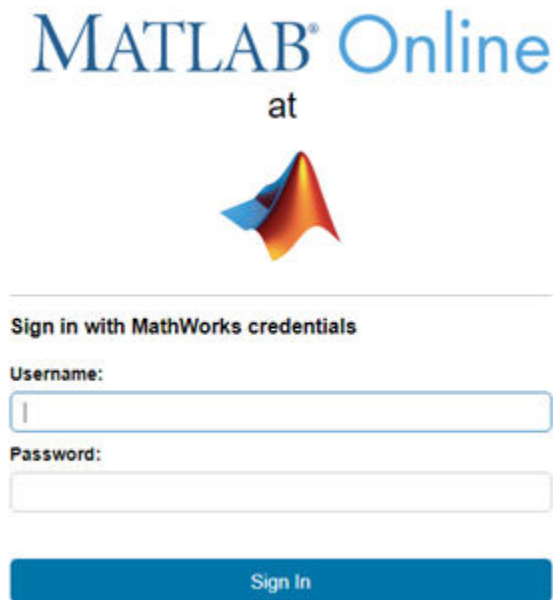 MATLAB® Online
at
Sign in with MathWorks credentials
Username:
Password:
Sign In